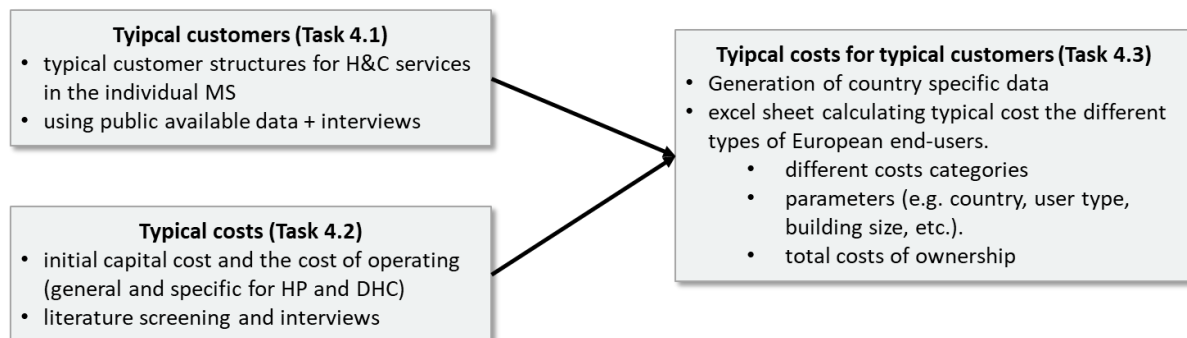 Tyipcal customers (Task 4.1)
• typical customer structures for H&C services
in the individual MS
• using public available data + interviews
Typical costs (Task 4.2)
• initial capital cost and the cost of operating
(general and specific for HP and DHC)
• literature screening and interviews
Tyipcal costs for typical customers (Task 4.3)
• Generation of country specific data
• excel sheet calculating typical cost the different
types of European end-users.
• different costs categories
• parameters (e.g. country, user type,
building size, etc.).
• total costs of ownership